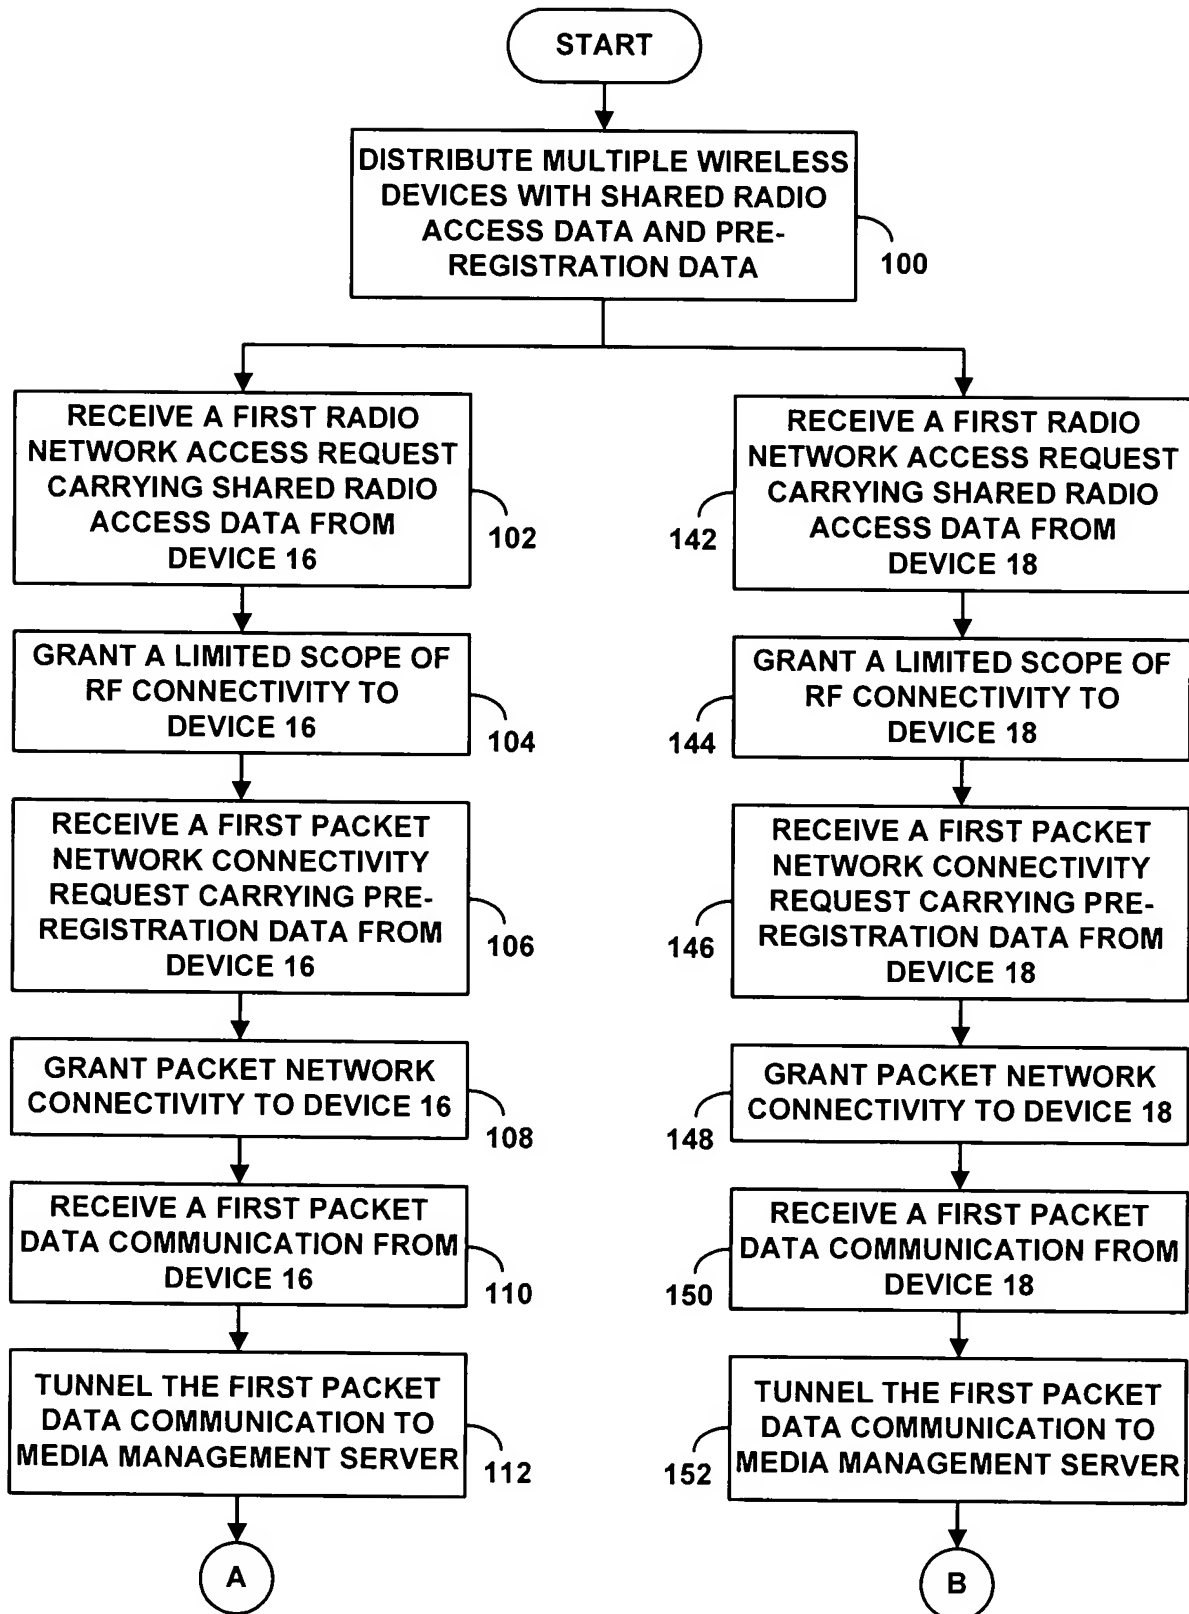 START
DISTRIBUTE MULTIPLE WIRELESS
DEVICES WITH SHARED RADIO
ACCESS DATA AND PRE-
REGISTRATION DATA
100
RECEIVE A FIRST RADIO
NETWORK ACCESS REQUEST
CARRYING SHARED RADIO
ACCESS DATA FROM
DEVICE 16
102
GRANT A LIMITED SCOPE OF
RF CONNECTIVITY TO
DEVICE 16
104
RECEIVE A FIRST PACKET
NETWORK CONNECTIVITY
REQUEST CARRYING PRE-
REGISTRATION DATA FROM
DEVICE 16
106
GRANT PACKET NETWORK
CONNECTIVITY TO DEVICE 16
108
RECEIVE A FIRST PACKET
DATA COMMUNICATION FROM
DEVICE 16
110
TUNNEL THE FIRST PACKET
DATA COMMUNICATION TO
MEDIA MANAGEMENT SERVER
112
A
RECEIVE A FIRST RADIO
NETWORK ACCESS REQUEST
CARRYING SHARED RADIO
ACCESS DATA FROM
DEVICE 18
142
GRANT A LIMITED SCOPE OF
RF CONNECTIVITY TO
DEVICE 18
144
RECEIVE A FIRST PACKET
NETWORK CONNECTIVITY
REQUEST CARRYING PRE-
REGISTRATION DATA FROM
DEVICE 18
146
GRANT PACKET NETWORK
CONNECTIVITY TO DEVICE 18
148
RECEIVE A FIRST PACKET
DATA COMMUNICATION FROM
DEVICE 18
150
TUNNEL THE FIRST PACKET
DATA COMMUNICATION TO
MEDIA MANAGEMENT SERVER
152
B